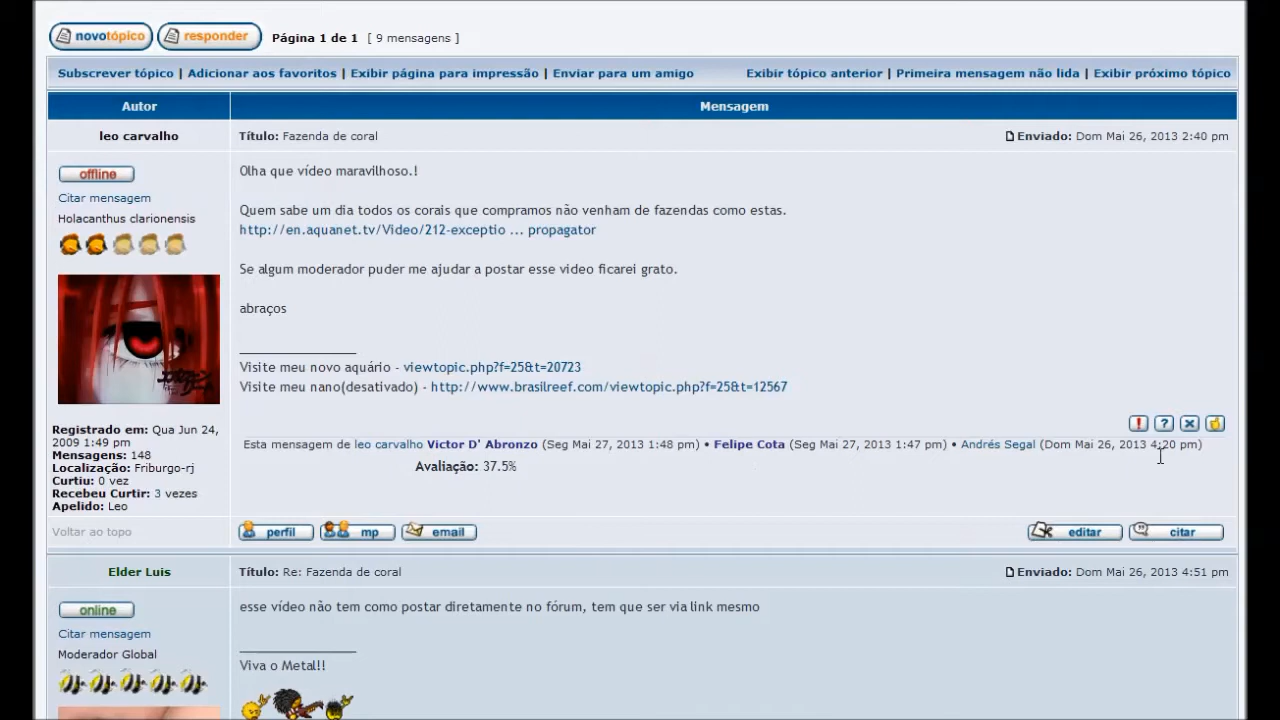 novotópico responder Página 1 de 1 [ 9 mensagens ]
Subscrever tópico | Adicionar aos favoritos | Exibir página para impressão | Enviar para um amigo Exibir tópico anterior | Primeira mensagem não lida | Exibir próximo tópico
Autor Mensagem
leo carvalho Título: Fazenda de coral Enviado: Dom Mai 26, 2013 2:40 pm
offline
Citar mensagem
Holacanthus clarionensis
Registrado em: Qua Jun 24,
2009 1:49 pm
Mensagens: 148
Localização: Friburgo-rj
Curtiu: 0 vez
Recebeu Curtir: 3 vezes
Apelido: Leo
Olha que vídeo maravilhoso.!
Quem sabe um dia todos os corais que compramos não venham de fazendas como estas.
http://en.aquanet.tv/Video/212-exceptio ... propagator
Se algum moderador puder me ajudar a postar esse video ficarei grato.
abraços
Visite meu novo aquário - viewtopic.php?f=25&t=20723
Visite meu nano(desativado) - http://www.brasilreef.com/viewtopic.php?f=25&t=12567
Esta mensagem de leo carvalho Victor D' Abronzo (Seg Mai 27, 2013 1:48 pm) • Felipe Cota (Seg Mai 27, 2013 1:47 pm) • Andrés Segal (Dom Mai 26, 2013 4:20 pm)
Avaliação: 37.5%
Voltar ao topo perfil mp email editar citar
Elder Luis Título: Re: Fazenda de coral Enviado: Dom Mai 26, 2013 4:51 pm
online
Citar mensagem
Moderador Global
esse vídeo não tem como postar diretamente no fórum, tem que ser via link mesmo
Viva o Metal!!